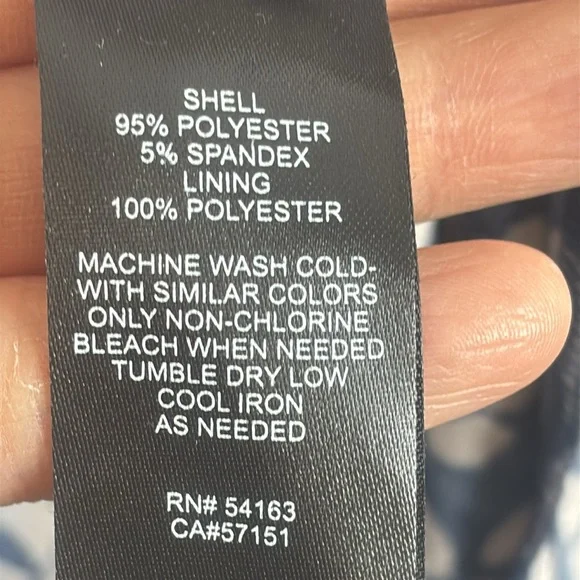 SHELL
95% POLYESTER
5% SPANDEX
LINING
100% POLYESTER
MACHINE WASH COLD-
WITH SIMILAR COLORS
ONLY NON-CHLORINE
BLEACH WHEN NEEDED
TUMBLE DRY LOW
COOL IRON
AS NEEDED
RN# 54163
CA#57151